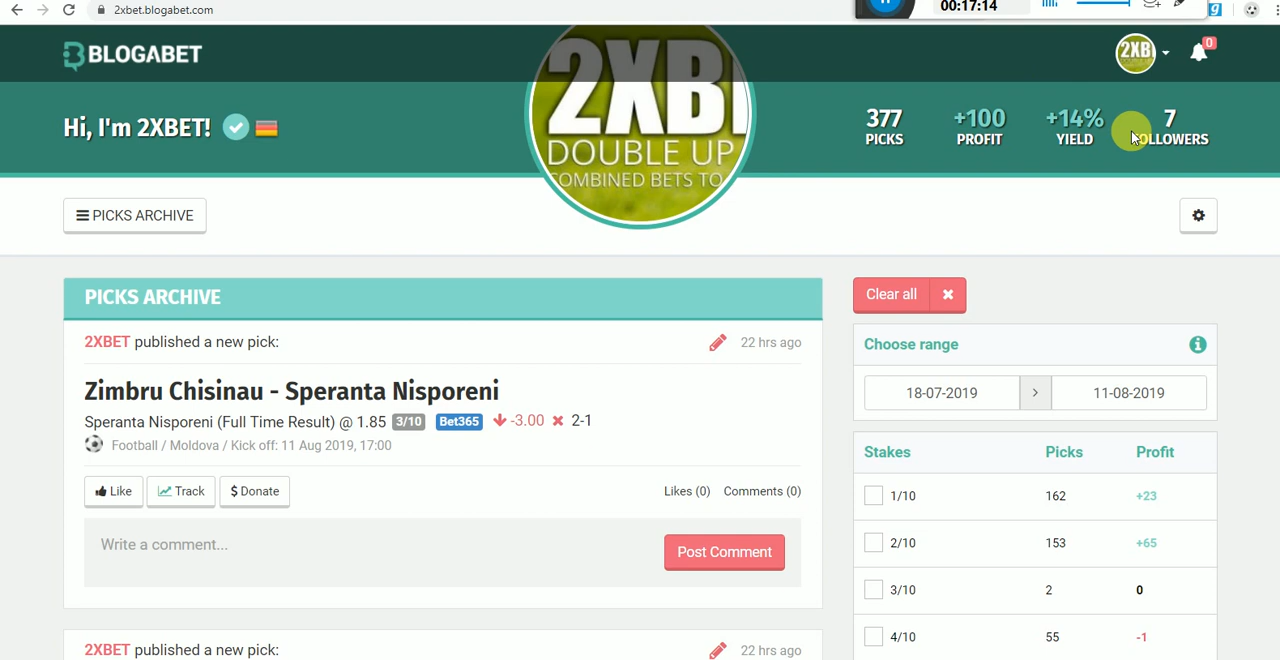 2xbet.blogabet.com
00:17:14
BLOGABET
2XB
0
2XB
DOUBLE UP
COMBINED BETS TO
Hi, I'm 2XBET!
377
PICKS
+100
PROFIT
+14%
YIELD
7
FOLLOWERS
PICKS ARCHIVE
PICKS ARCHIVE
2XBET published a new pick:
22 hrs ago
Zimbru Chisinau - Speranta Nisporeni
Speranta Nisporeni (Full Time Result) @ 1.85 3/10 Bet365 -3.00 2-1
Football / Moldova / Kick off: 11 Aug 2019, 17:00
Like
Track
$ Donate
Likes (0) Comments (0)
Write a comment...
Post Comment
2XBET published a new pick:
22 hrs ago
Clear all
Choose range
18-07-2019 > 11-08-2019
Stakes Picks Profit
1/10 162 +23
2/10 153 +65
3/10 2 0
4/10 55 -1